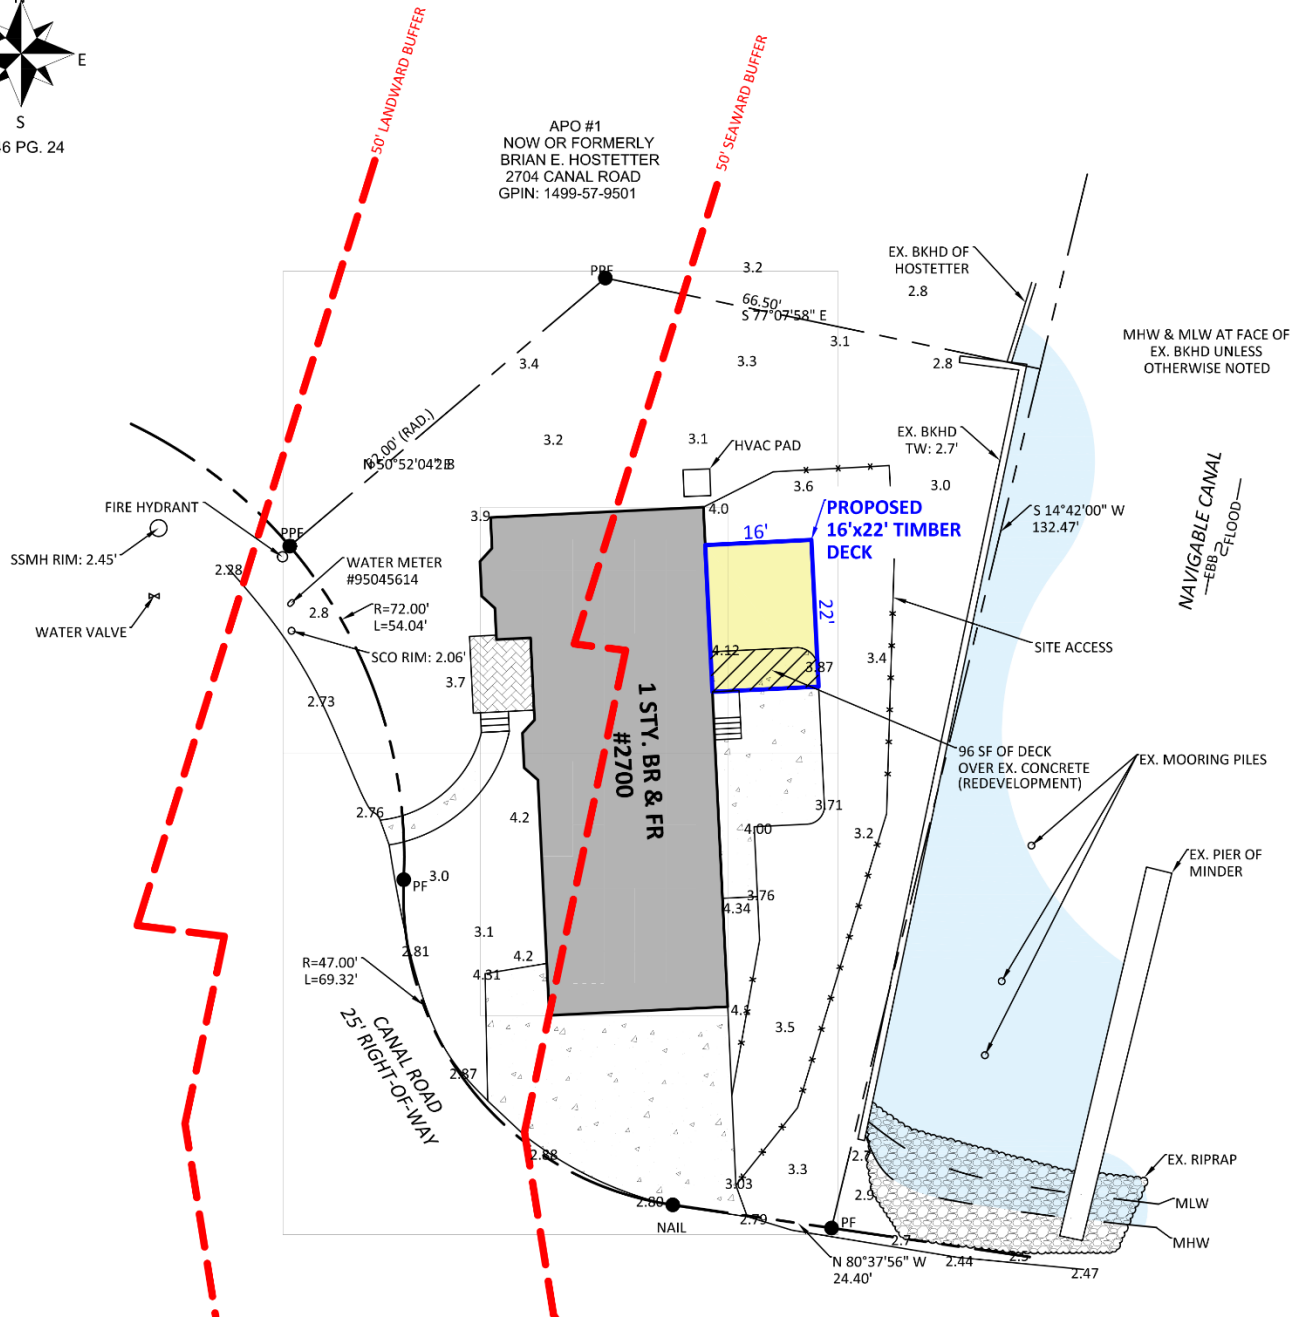 E
S
6 PG. 24
50' LANDWARD BUFFER
50' SEAWARD BUFFER
APO #1
NOW OR FORMERLY
BRIAN E. HOSTETTER
2704 CANAL ROAD
GPIN: 1499-57-9501
EX. BKHD OF
HOSTETTER
2.8
PPF
3.2
66.50'
S 77°07'58" E
3.1
MHW & MLW AT FACE OF
EX. BKHD UNLESS
OTHERWISE NOTED
3.4
3.3
2.8
62.00' (RAD.)
N 50°52'04"
3.2
3.1
HVAC PAD
EX. BKHD
TW: 2.7'
3.6
3.0
NAVIGABLE CANAL
EBB
FLOOD
FIRE HYDRANT
3.9
4.0
PROPOSED
16'x22' TIMBER
DECK
S 14°42'00" W
132.47'
PPF
16'
SSMH RIM: 2.45'
2.28
WATER METER
#95045614
22'
2.8
R=72.00'
L=54.04'
WATER VALVE
SCO RIM: 2.06'
4.12
3.87
3.4
SITE ACCESS
3.7
2.73
1 STY. BR & FR
#2700
96 SF OF DECK
OVER EX. CONCRETE
(REDEVELOPMENT)
EX. MOORING PILES
2.76
4.2
3.71
4.00
3.2
EX. PIER OF
MINDER
PF
3.0
3.76
4.34
3.1
2.81
4.2
4.31
R=47.00'
L=69.32'
3.5
CANAL ROAD
25' RIGHT-OF-WAY
2.87
2.88
3.3
EX. RIPRAP
2.9
3.03
MLW
2.80
2.79
NAIL
PF
MHW
2.7
N 80°37'56" W
24.40'
2.44
2.47